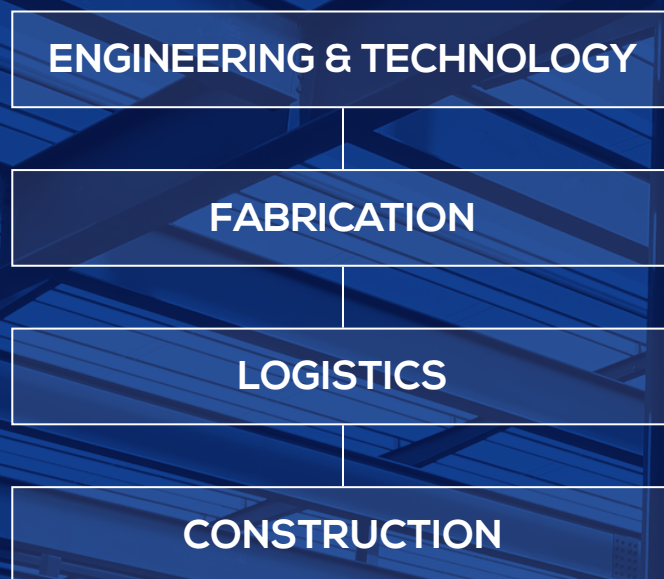 ENGINEERING & TECHNOLOGY
FABRICATION
LOGISTICS
CONSTRUCTION